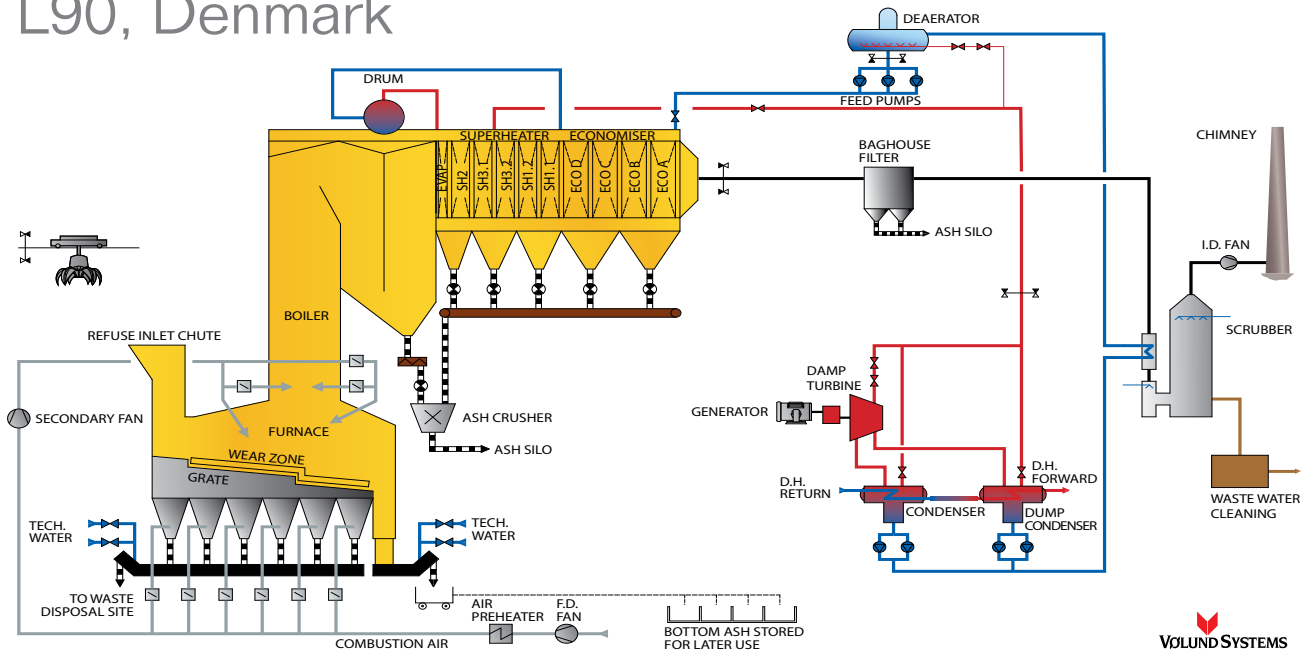 L90, Denmark
DEAERATOR
DRUM
FEED PUMPS
SUPERHEATER
ECONOMISER
EVAP
SH2
SH3.1
SH3.2
SH1.2
SH1.1
ECO D
ECO C
ECO B
ECO A
BAGHOUSE
FILTER
ASH SILO
CHIMNEY
I.D. FAN
SCRUBBER
BOILER
REFUSE INLET CHUTE
SECONDARY FAN
FURNACE
WEAR ZONE
GRATE
ASH CRUSHER
ASH SILO
DAMP
TURBINE
GENERATOR
D.H.
RETURN
D.H.
FORWARD
CONDENSER
DUMP
CONDENSER
WASTE WATER
CLEANING
TECH.
WATER
TECH.
WATER
TO WASTE
DISPOSAL SITE
AIR
PREHEATER
F.D.
FAN
COMBUSTION AIR
BOTTOM ASH STORED
FOR LATER USE
VØLUND SYSTEMS